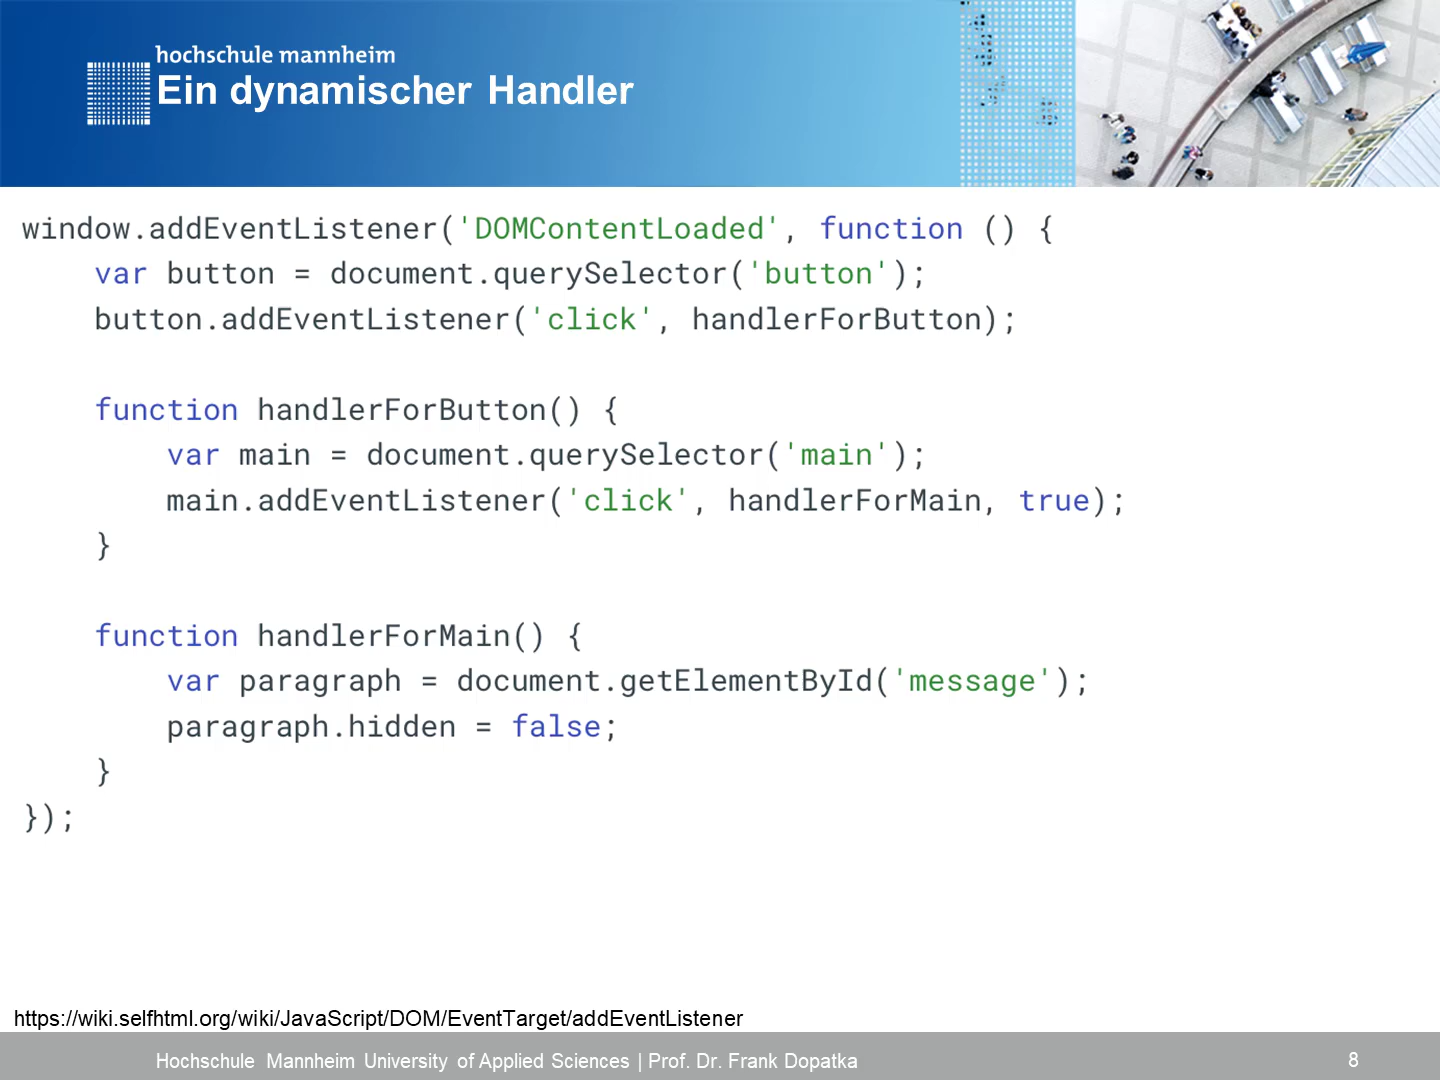 hochschule mannheim
Ein dynamischer Handler
window.addEventListener('DOMContentLoaded', function () {
    var button = document.querySelector('button');
    button.addEventListener('click', handlerForButton);

    function handlerForButton() {
        var main = document.querySelector('main');
        main.addEventListener('click', handlerForMain, true);
    }

    function handlerForMain() {
        var paragraph = document.getElementById('message');
        paragraph.hidden = false;
    }
});
https://wiki.selfhtml.org/wiki/JavaScript/DOM/EventTarget/addEventListener
Hochschule Mannheim University of Applied Sciences | Prof. Dr. Frank Dopatka
8